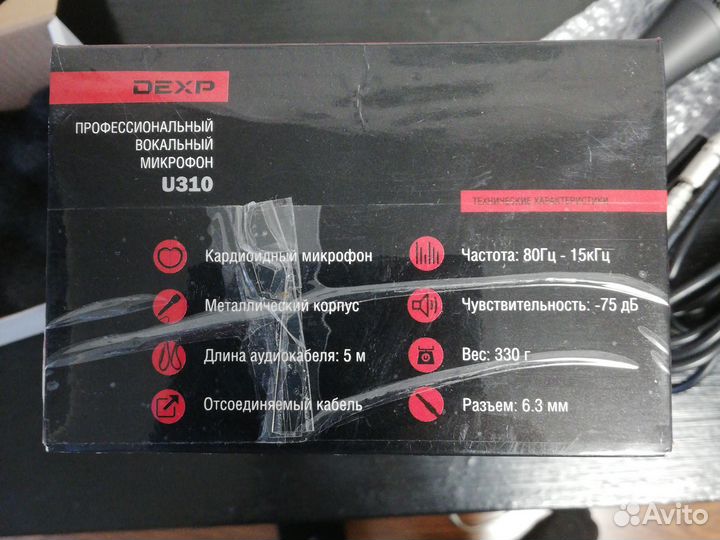 DEXP
ПРОФЕССИОНАЛЬНЫЙ
ВОКАЛЬНЫЙ
МИКРОФОН
U310
ТЕХНИЧЕСКИЕ ХАРАКТЕРИСТИКИ
Кардиоидный микрофон
Металлический корпус
Длина аудиокабеля: 5 м
Отсоединяемый кабель
Частота: 80Гц - 15кГц
Чувствительность: -75 дБ
Вес: 330 г
Разъем: 6.3 мм
Avito